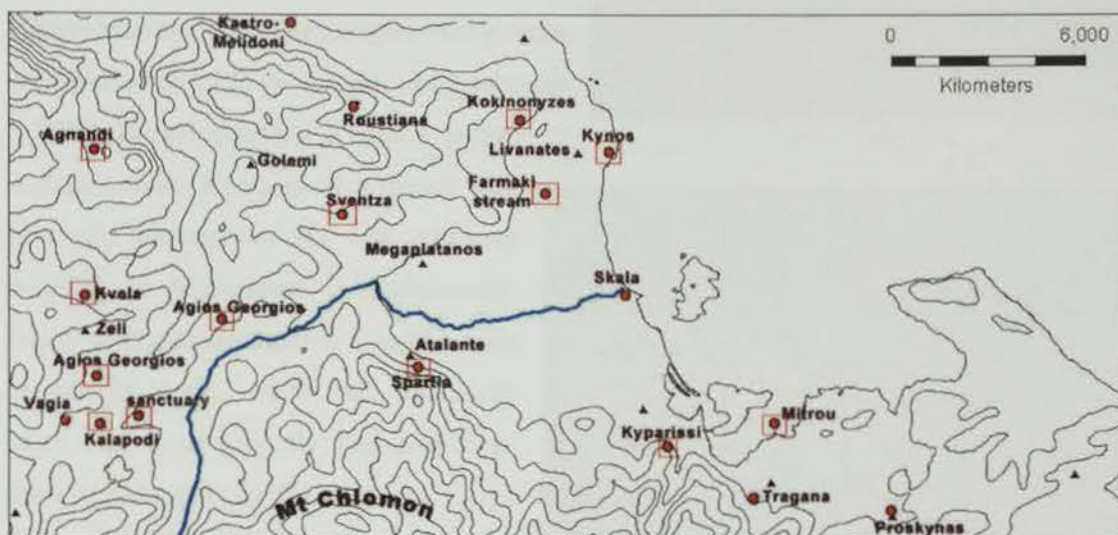 Kastro-
Melidoni
0 6,000
Kilometers
Roustiana
Kokinonyzes
Agnandi
Golemi
Livanates
Kynos
Sventza
Farmaki
stream
Megaplatanos
Kvela
Agios Georgios
Skala
Zeli
Atalante
Agios Georgios
Spartia
Vagia
sanctuary
Kalapodi
Mitrou
Kyparissi
Mt Chlomon
Tragana
Proskynas